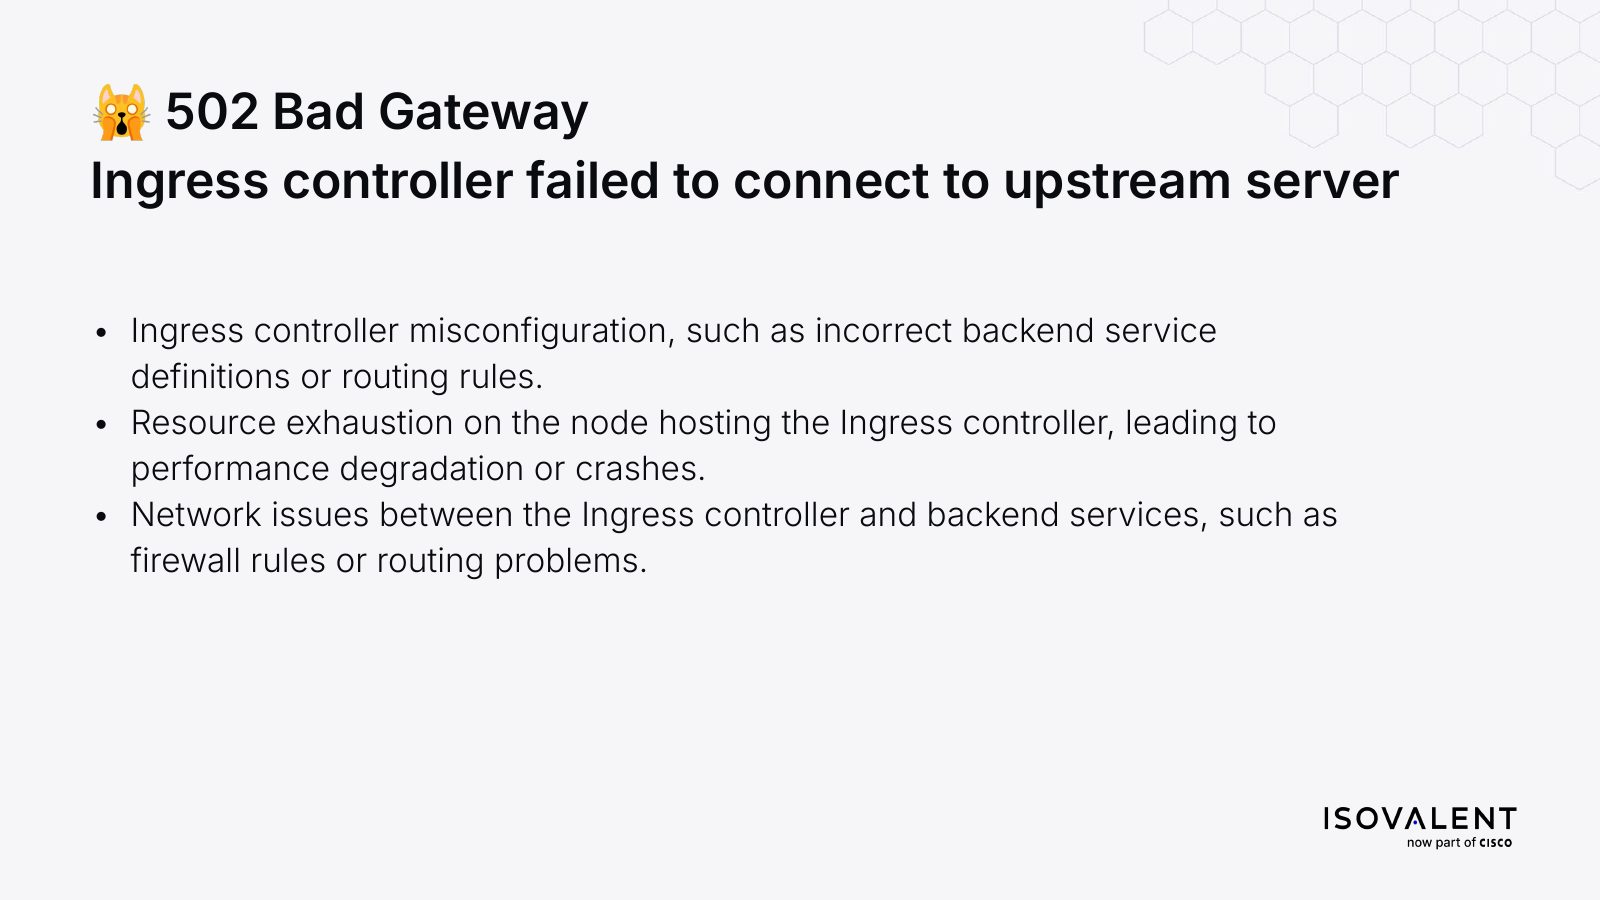 🙀 502 Bad Gateway
Ingress controller failed to connect to upstream server
• Ingress controller misconfiguration, such as incorrect backend service
definitions or routing rules.
• Resource exhaustion on the node hosting the Ingress controller, leading to
performance degradation or crashes.
• Network issues between the Ingress controller and backend services, such as
firewall rules or routing problems.
ISOVALENT
now part of CISCO